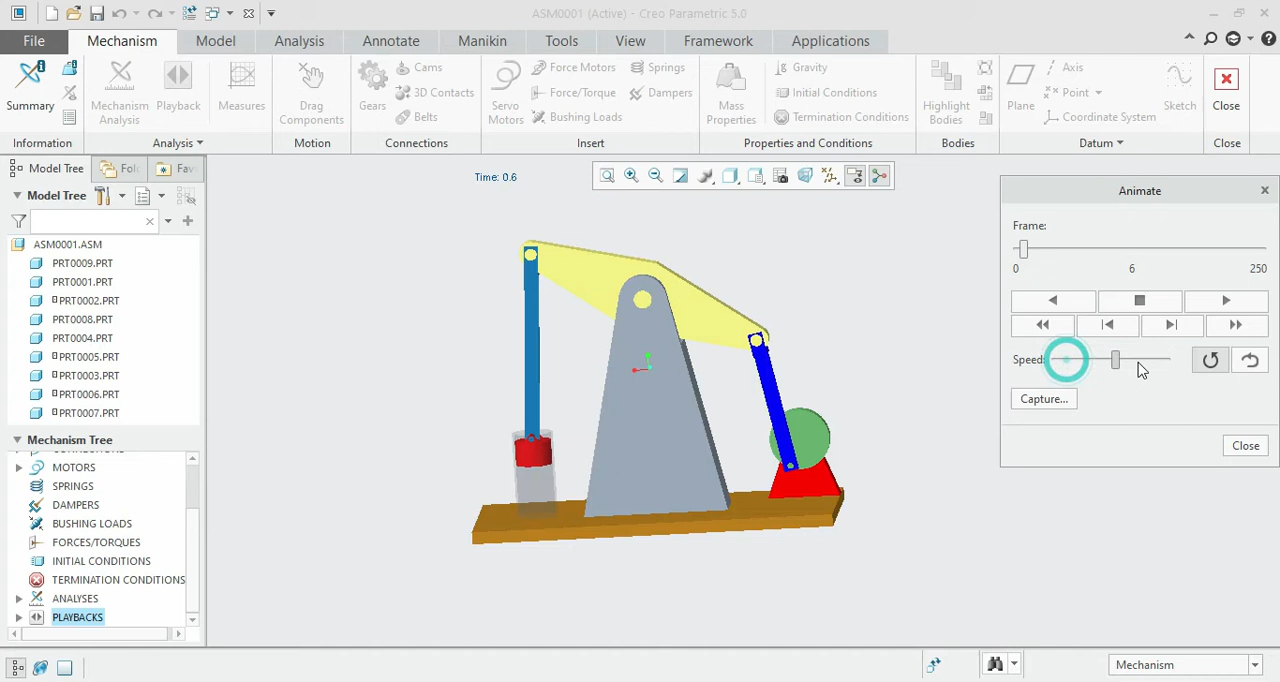 ASM0001 (Active) - Creo Parametric 5.0
File Mechanism Model Analysis Annotate Manikin Tools View Framework Applications
Summary
Mechanism Analysis
Playback
Measures
Drag Components
Gears
Cams
3D Contacts
Belts
Servo Motors
Force Motors
Force/Torque
Bushing Loads
Springs
Dampers
Mass Properties
Gravity
Initial Conditions
Termination Conditions
Highlight Bodies
Plane
Axis
Point
Coordinate System
Sketch
Close
Information Analysis Motion Connections Insert Properties and Conditions Bodies Datum Close
Model Tree Fol Fav
Model Tree
ASM0001.ASM
PRT0009.PRT
PRT0001.PRT
PRT0002.PRT
PRT0008.PRT
PRT0004.PRT
PRT0005.PRT
PRT0003.PRT
PRT0006.PRT
PRT0007.PRT
Mechanism Tree
MOTORS
SPRINGS
DAMPERS
BUSHING LOADS
FORCES/TORQUES
INITIAL CONDITIONS
TERMINATION CONDITIONS
ANALYSES
PLAYBACKS
Time: 0.6
Animate
Frame:
0 6 250
Speed:
Capture...
Close
Mechanism